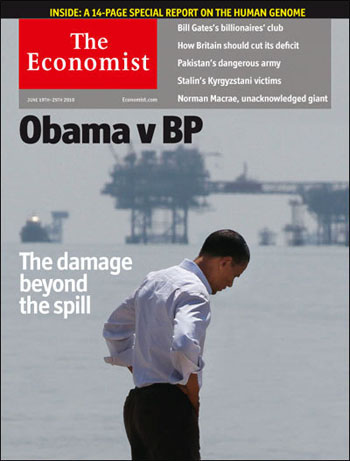 INSIDE: A 14-PAGE SPECIAL REPORT ON THE HUMAN GENOME
The
Economist
JUNE 19TH-25TH 2010
Economist.com
Bill Gates's billionaires' club
How Britain should cut its deficit
Pakistan's dangerous army
Stalin's Kyrgyzstani victims
Norman Macrae, unacknowledged giant
Obama v BP
The damage
beyond
the spill